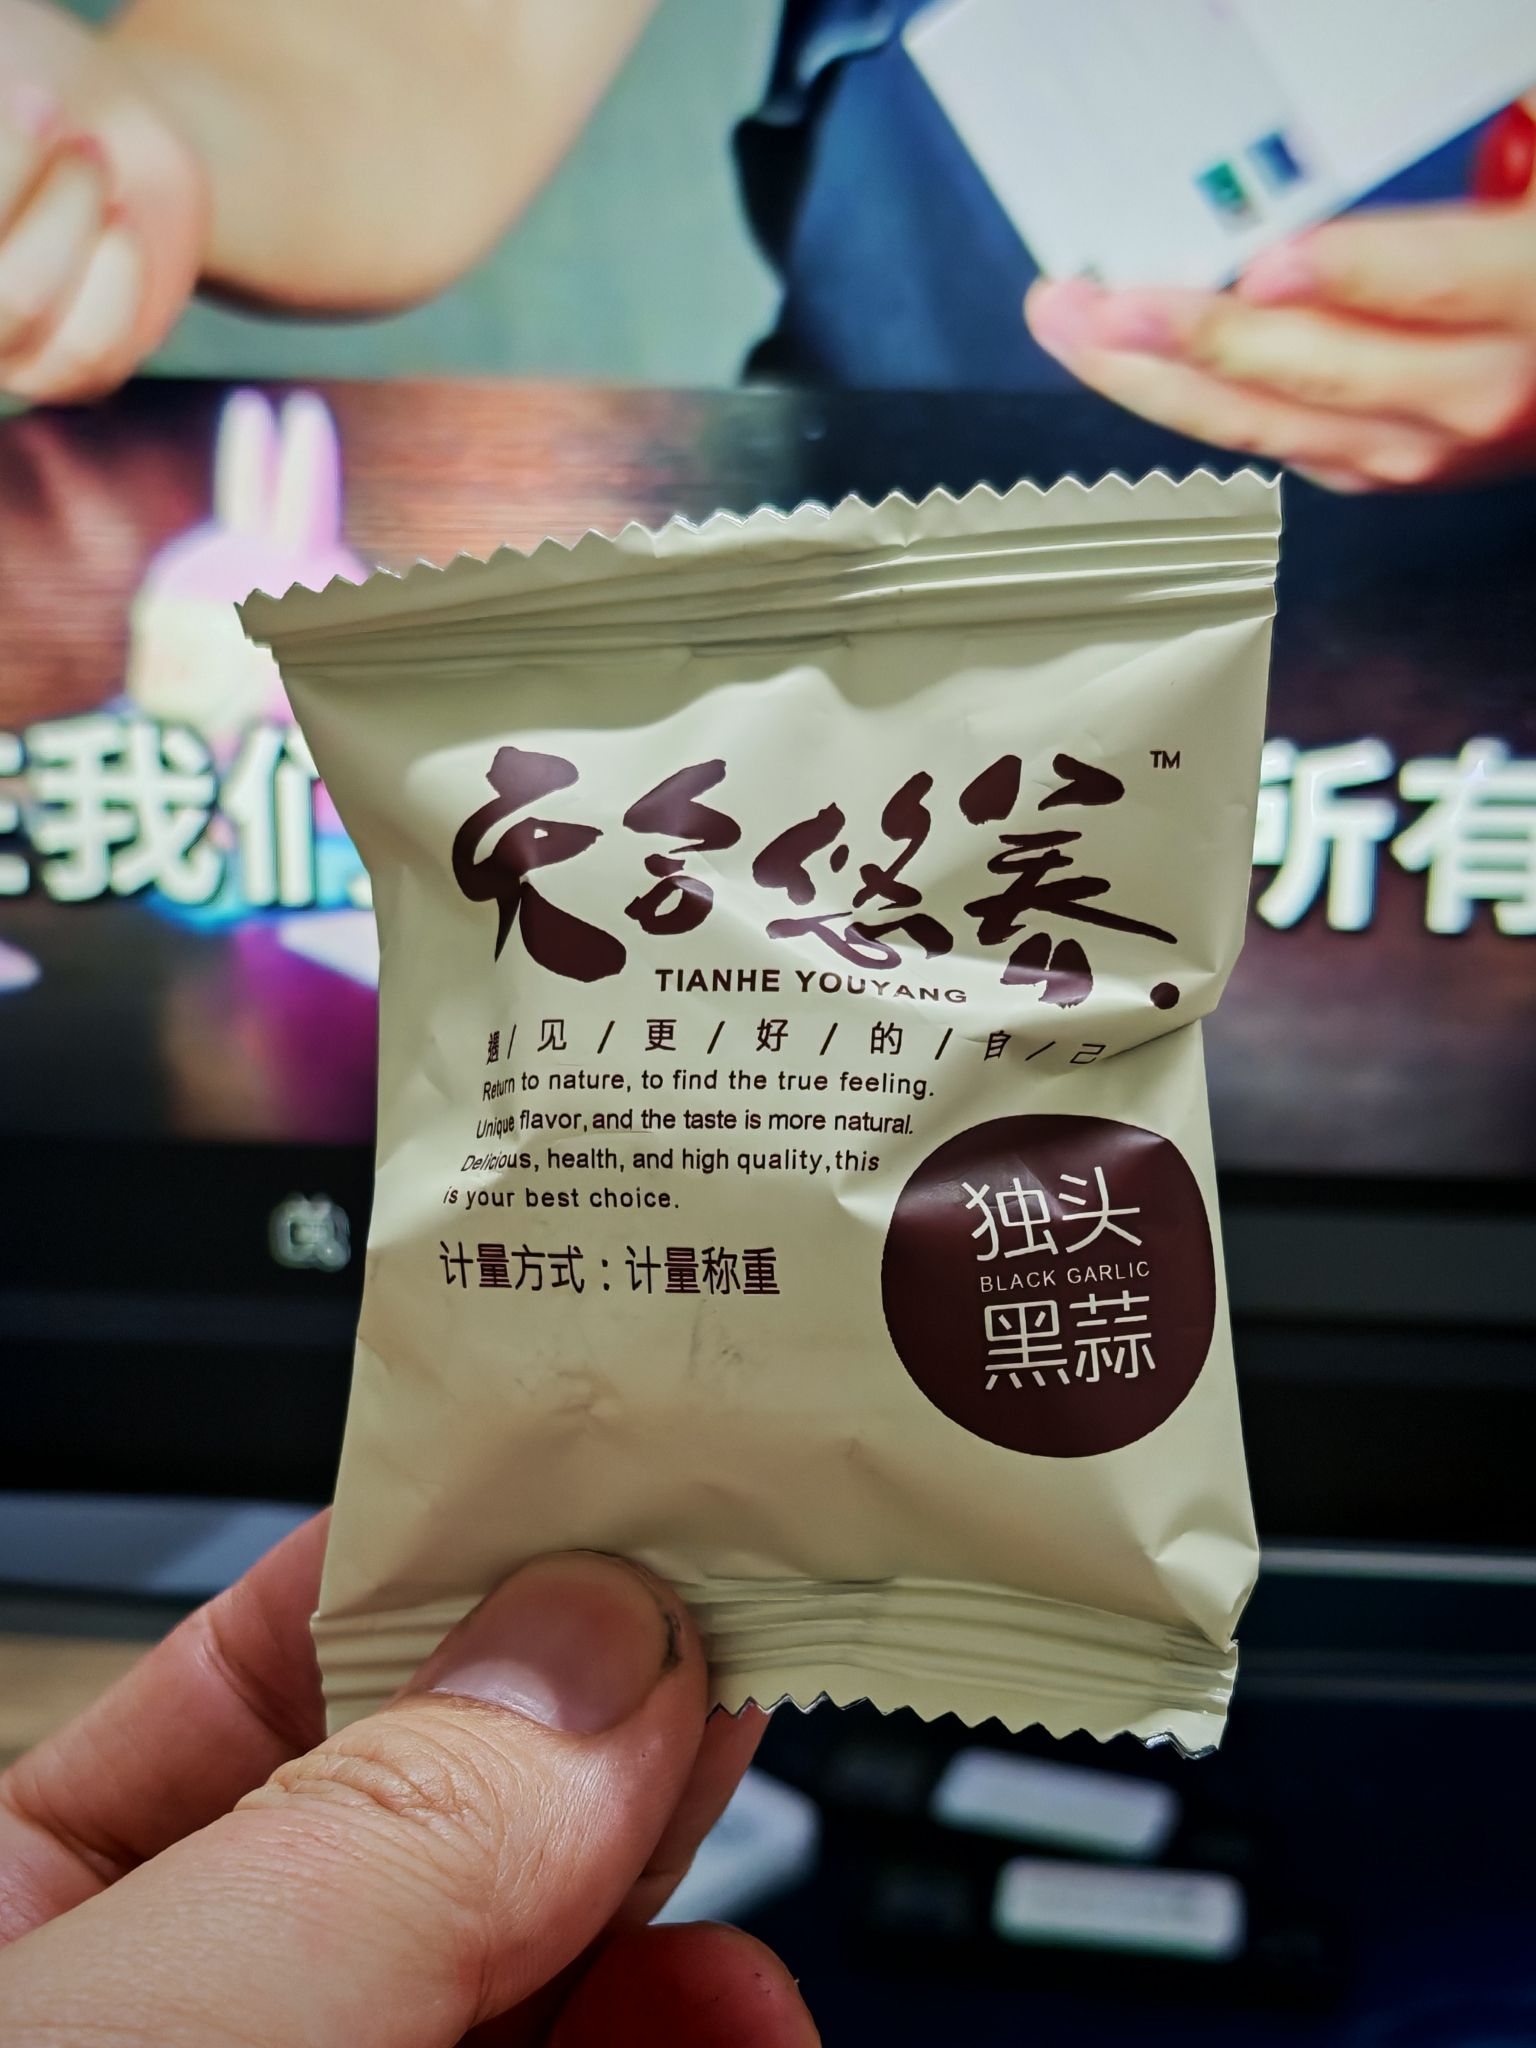 天合悠养 TM
TIANHE YOUYANG
遇/见/更/好/的/自/己
Return to nature, to find the true feeling.
Unique flavor, and the taste is more natural.
Delicious, health, and high quality, this
is your best choice.
计量方式：计量称重
独头
BLACK GARLIC
黑蒜
我们
所有